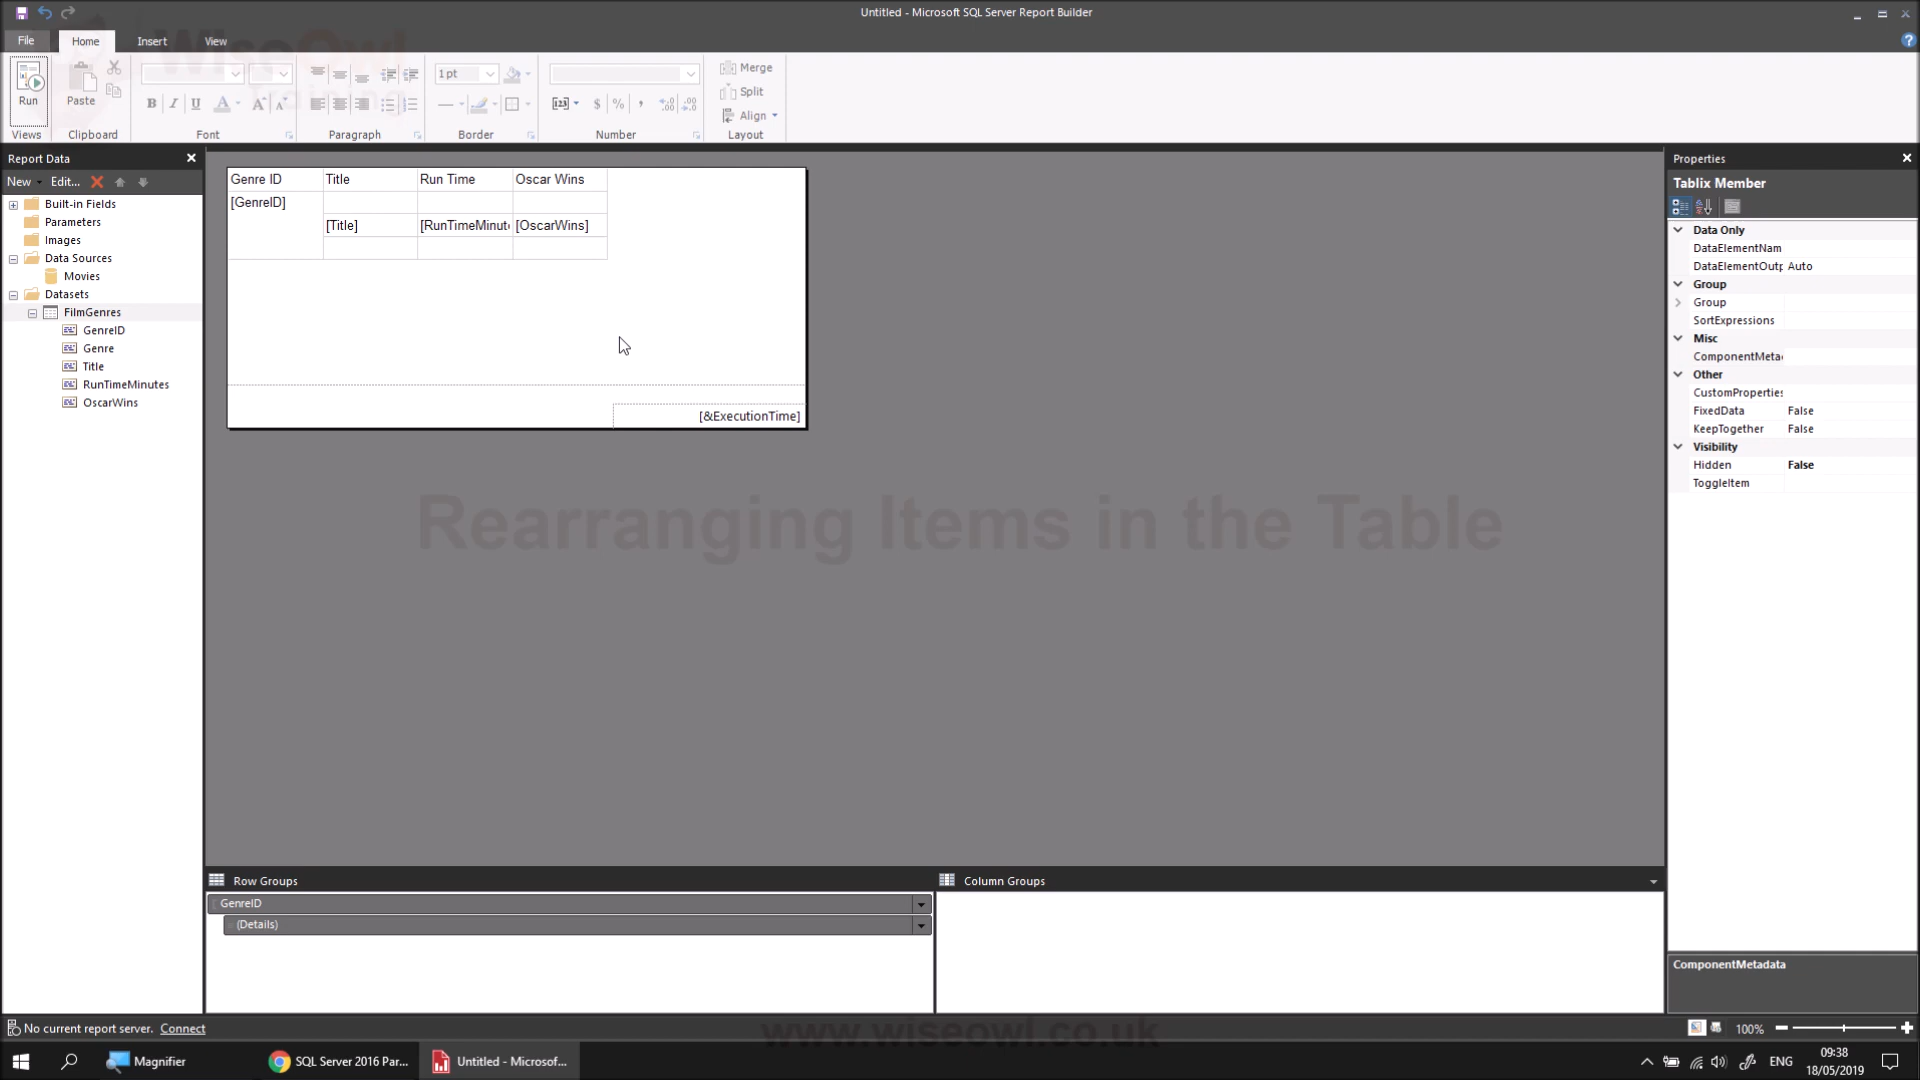 Untitled - Microsoft SQL Server Report Builder
File
Home
Insert
View
WiseOwl
Training
Run
Paste
1pt
Merge
Split
Align
Views
Clipboard
Font
Paragraph
Border
Number
Layout
Report Data
New
Edit...
Built-in Fields
Parameters
Images
Data Sources
Movies
Datasets
FilmGenres
GenreID
Genre
Title
RunTimeMinutes
OscarWins
Genre ID
Title
Run Time
Oscar Wins
[GenreID]
[Title]
[RunTimeMinut
[OscarWins]
[&ExecutionTime]
Rearranging Items in the Table
Row Groups
GenreID
(Details)
Column Groups
Properties
Tablix Member
Data Only
DataElementNam
DataElementOutp Auto
Group
Group
SortExpressions
Misc
ComponentMeta
Other
CustomProperties
FixedData False
KeepTogether False
Visibility
Hidden False
ToggleItem
ComponentMetadata
No current report server. Connect
www.wiseowl.co.uk
100%
Magnifier
SQL Server 2016 Par...
Untitled - Microsof...
ENG
09:38
18/05/2019